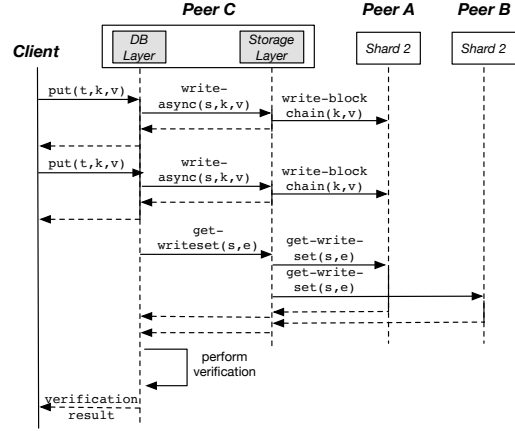 Peer C
Peer A
Peer B
Client
DB
Layer
Storage
Layer
Shard 2
Shard 2
put(t,k,v)
write-
async(s,k,v)
write-block
chain(k,v)
put(t,k,v)
write-
async(s,k,v)
write-block
chain(k,v)
get-
writeset(s,e)
get-write-
set(s,e)
get-write-
set(s,e)
perform
verification
verification
result